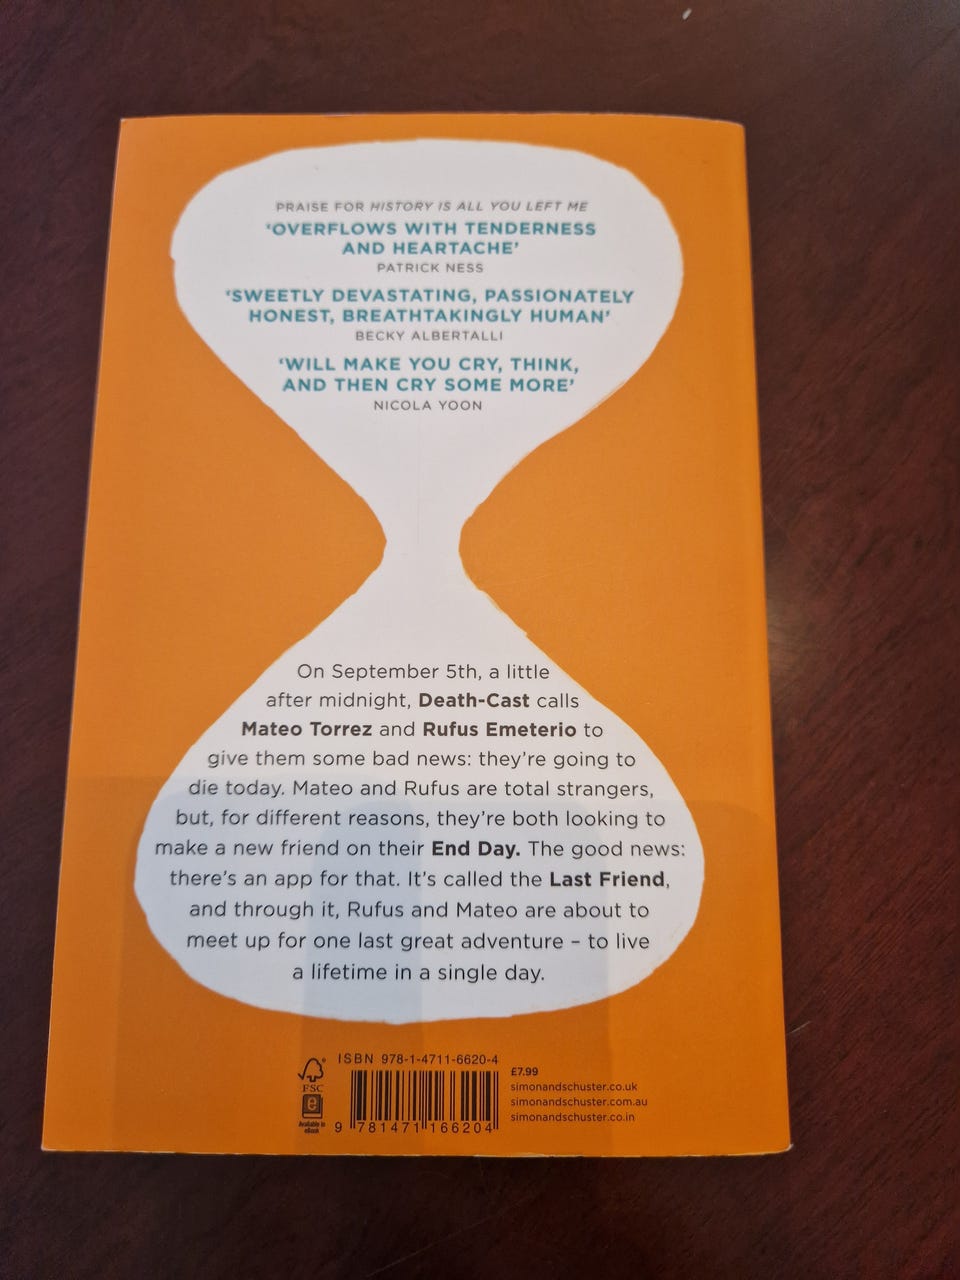 PRAISE FOR HISTORY IS ALL YOU LEFT ME
‘OVERFLOWS WITH TENDERNESS
AND HEARTACHE’
PATRICK NESS
‘SWEETLY DEVASTATING, PASSIONATELY
HONEST, BREATHTAKINGLY HUMAN’
BECKY ALBERTALLI
‘WILL MAKE YOU CRY, THINK,
AND THEN CRY SOME MORE’
NICOLA YOON
On September 5th, a little
after midnight, Death-Cast calls
Mateo Torrez and Rufus Emeterio to
give them some bad news: they’re going to
die today. Mateo and Rufus are total strangers,
but, for different reasons, they’re both looking to
make a new friend on their End Day. The good news:
there’s an app for that. It’s called the Last Friend,
and through it, Rufus and Mateo are about to
meet up for one last great adventure – to live
a lifetime in a single day.
ISBN 978-1-4711-6620-4
9 781471 166204
FSC
e
Available in
eBook
£7.99
simonandschuster.co.uk
simonandschuster.com.au
simonandschuster.co.in